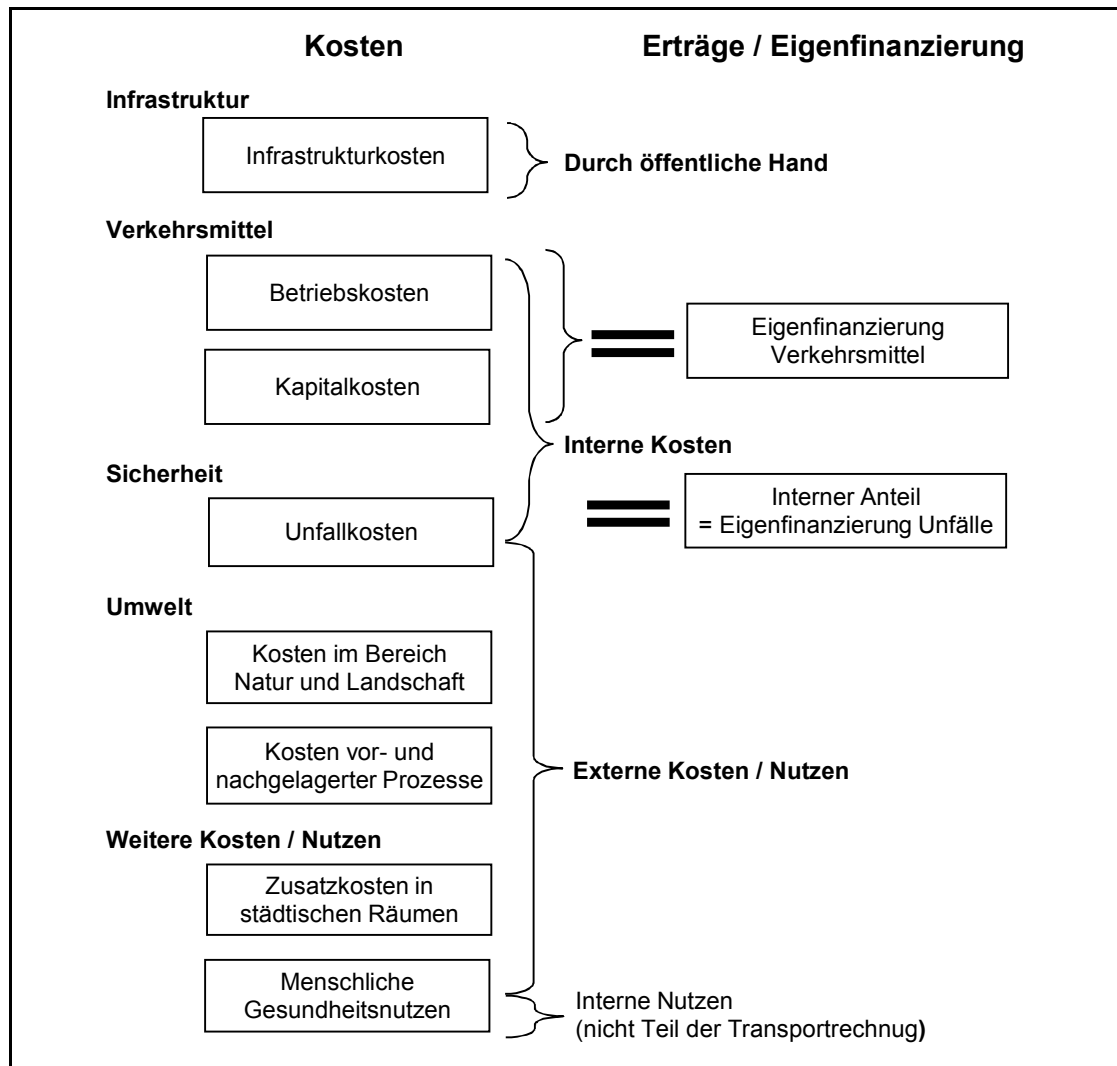 Kosten
Erträge / Eigenfinanzierung
Infrastruktur
Infrastrukturkosten
Durch öffentliche Hand
Verkehrsmittel
Betriebskosten
Eigenfinanzierung
Verkehrsmittel
Kapitalkosten
Interne Kosten
Sicherheit
Unfallkosten
Interner Anteil
= Eigenfinanzierung Unfälle
Umwelt
Kosten im Bereich
Natur und Landschaft
Kosten vor- und
nachgelagerter Prozesse
Externe Kosten / Nutzen
Weitere Kosten / Nutzen
Zusatzkosten in
städtischen Räumen
Menschliche
Gesundheitsnutzen
Interne Nutzen
(nicht Teil der Transportrechnug)